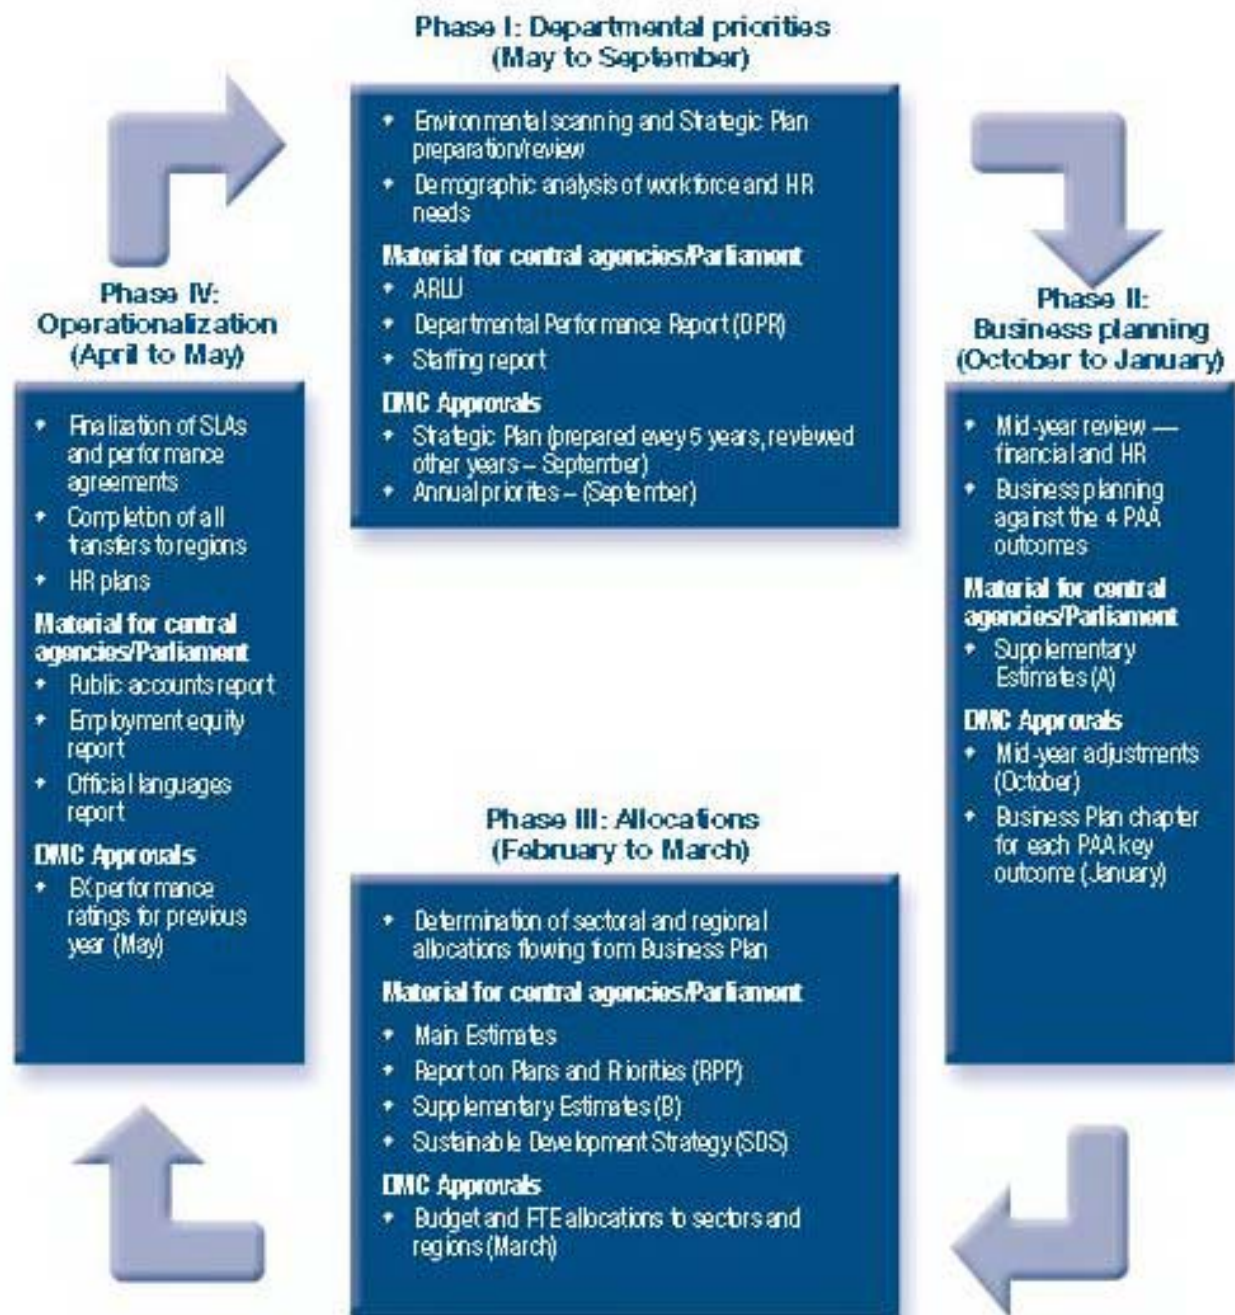 Phase I: Departmental priorities
(May to September)
• Environmental scanning and Strategic Plan
preparation/review
• Demographic analysis of workforce and HR
needs
Material for central agencies/Parliament
• ARLU
• Departmental Performance Report (DPR)
• Staffing report
DMC Approvals
• Strategic Plan (prepared evey 5 years, reviewed
other years – September)
• Annual priorites – (September)
Phase II:
Business planning
(October to January)
• Mid-year review —
financial and HR
• Business planning
against the 4 PAA
outcomes
Material for central
agencies/Parliament
• Supplementary
Estimates (A)
DMC Approvals
• Mid-year adjustments
(October)
• Business Plan chapter
for each PAA key
outcome (January)
Phase III: Allocations
(February to March)
• Determination of sectoral and regional
allocations flowing from Business Plan
Material for central agencies/Parliament
• Main Estimates
• Report on Plans and Priorities (RPP)
• Supplementary Estimates (B)
• Sustainable Development Strategy (SDS)
DMC Approvals
• Budget and FTE allocations to sectors and
regions (March)
Phase IV:
Operationalization
(April to May)
• Finalization of SLAs
and performance
agreements
• Completion of all
transfers to regions
• HR plans
Material for central
agencies/Parliament
• Public accounts report
• Employment equity
report
• Official languages
report
DMC Approvals
• EX performance
ratings for previous
year (May)